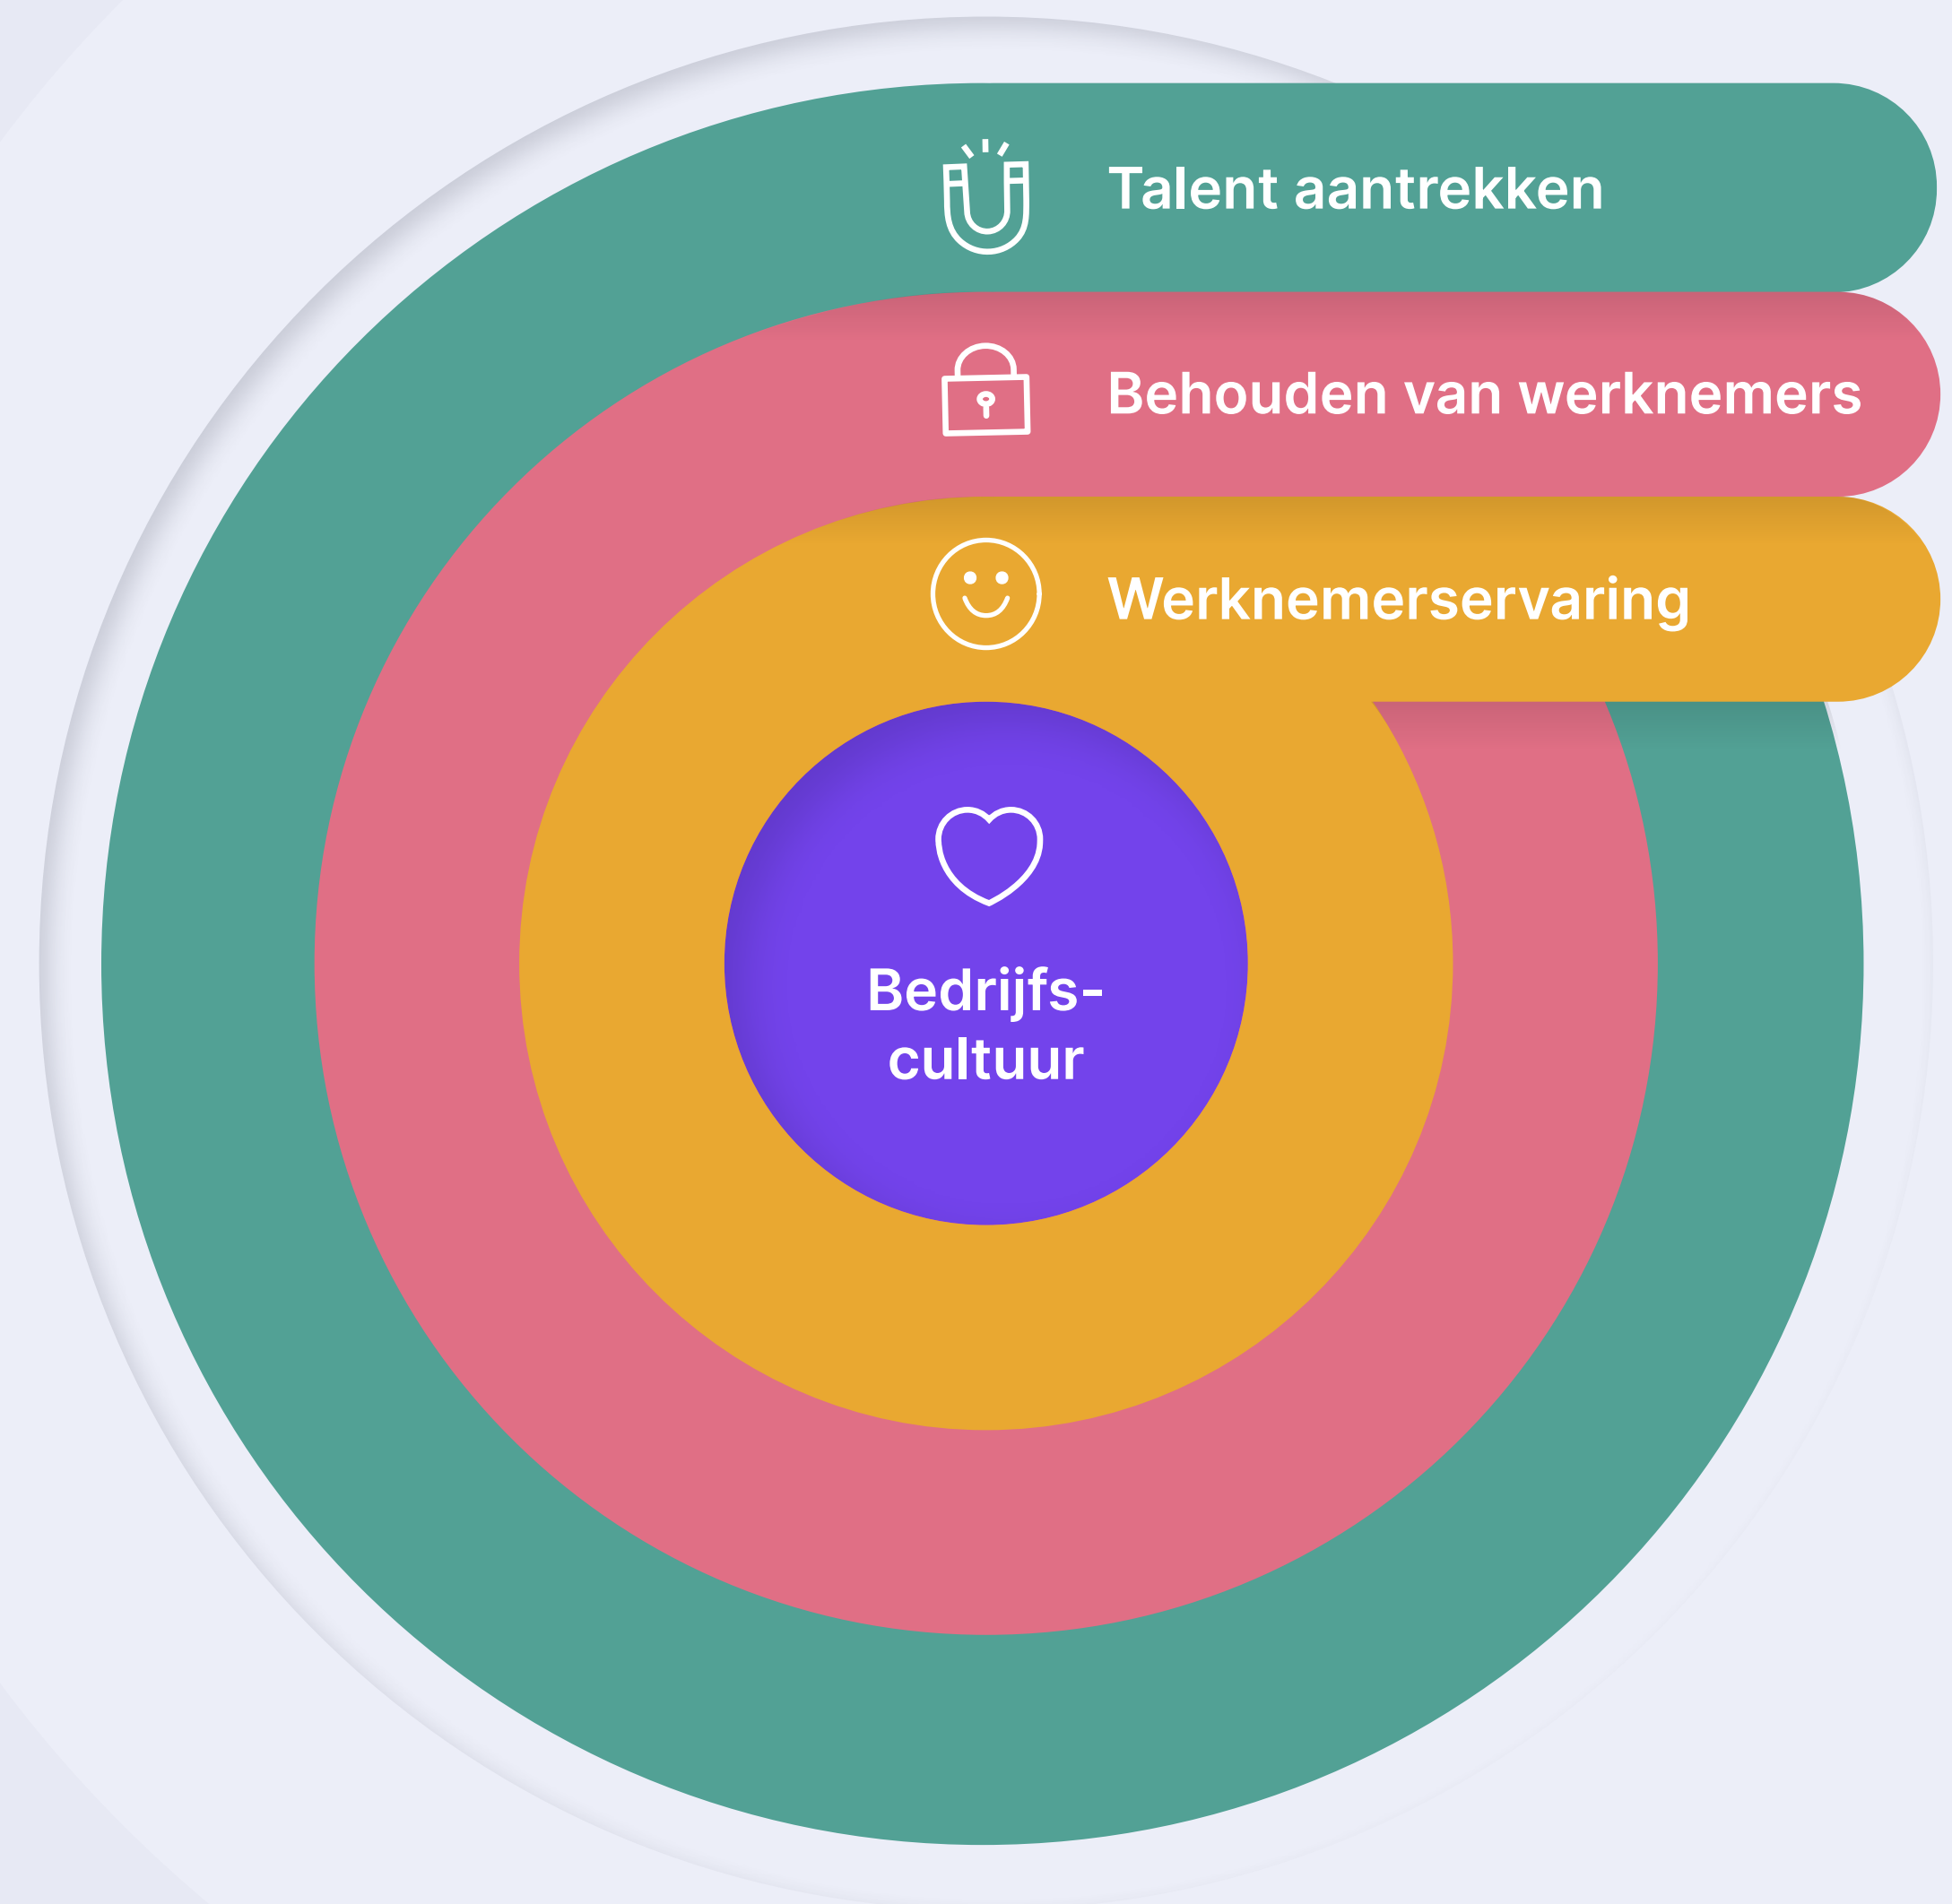 Talent aantrekken
Behouden van werknemers
Werknemerservaring
Bedrijfs-
cultuur